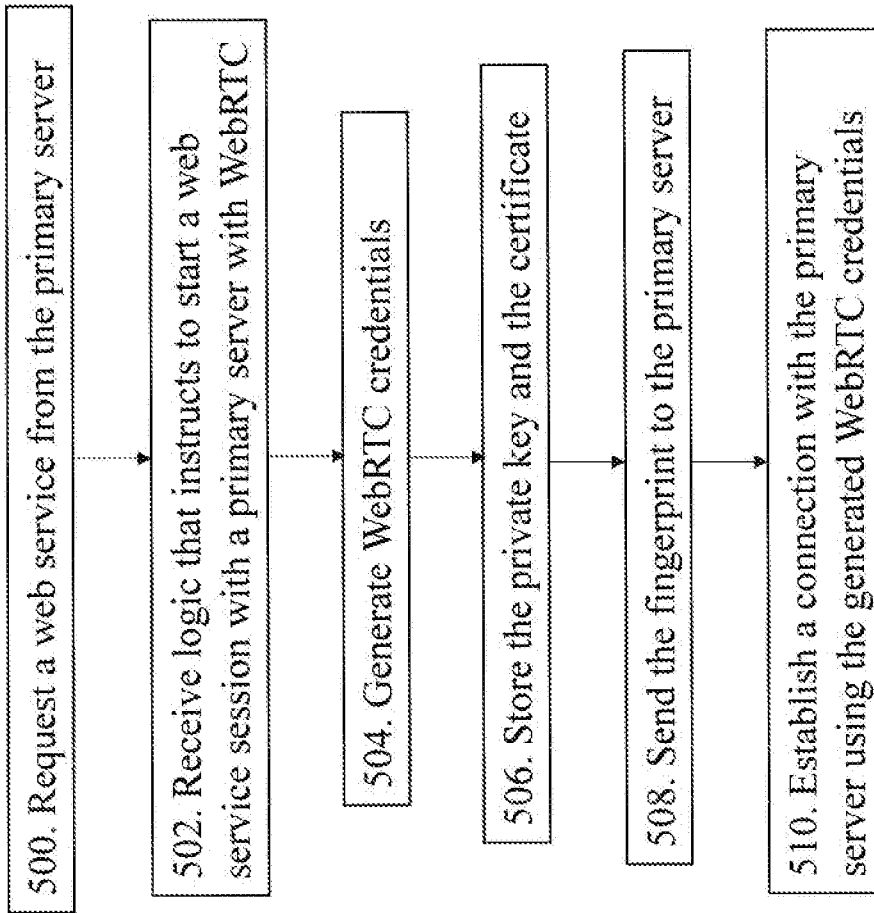 500. Request a web service from the primary server
502. Receive logic that instructs to start a web
service session with a primary server with WebRTC
504. Generate WebRTC credentials
506. Store the private key and the certificate
508. Send the fingerprint to the primary server
510. Establish a connection with the primary
server using the generated WebRTC credentials